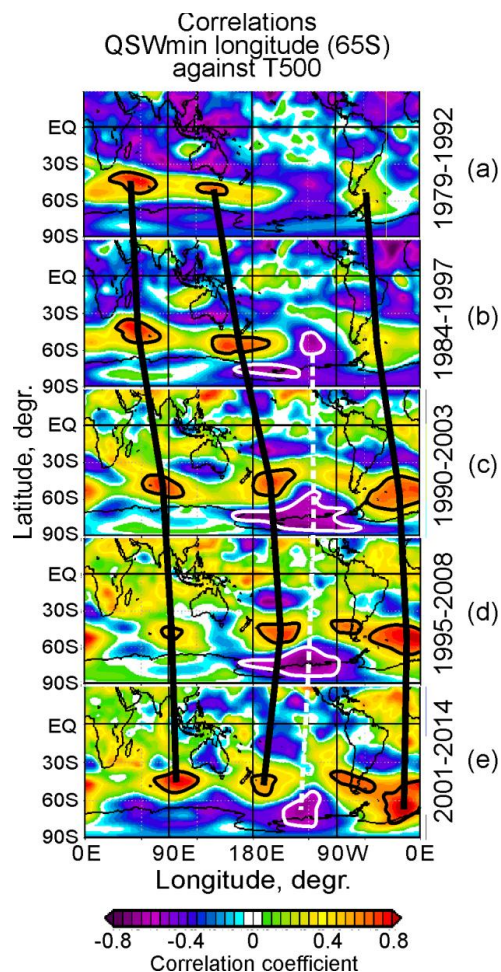 Correlations
QSWmin longitude (65S)
against T500
EQ
30S
60S
90S
1979-1992
(a)
EQ
30S
60S
90S
1984-1997
(b)
EQ
30S
60S
90S
1990-2003
(c)
EQ
30S
60S
90S
1995-2008
(d)
EQ
30S
60S
90S
2001-2014
(e)
Latitude, degr.
0E 90E 180E 90W 0E
Longitude, degr.
-0.8 -0.4 0 0.4 0.8
Correlation coefficient